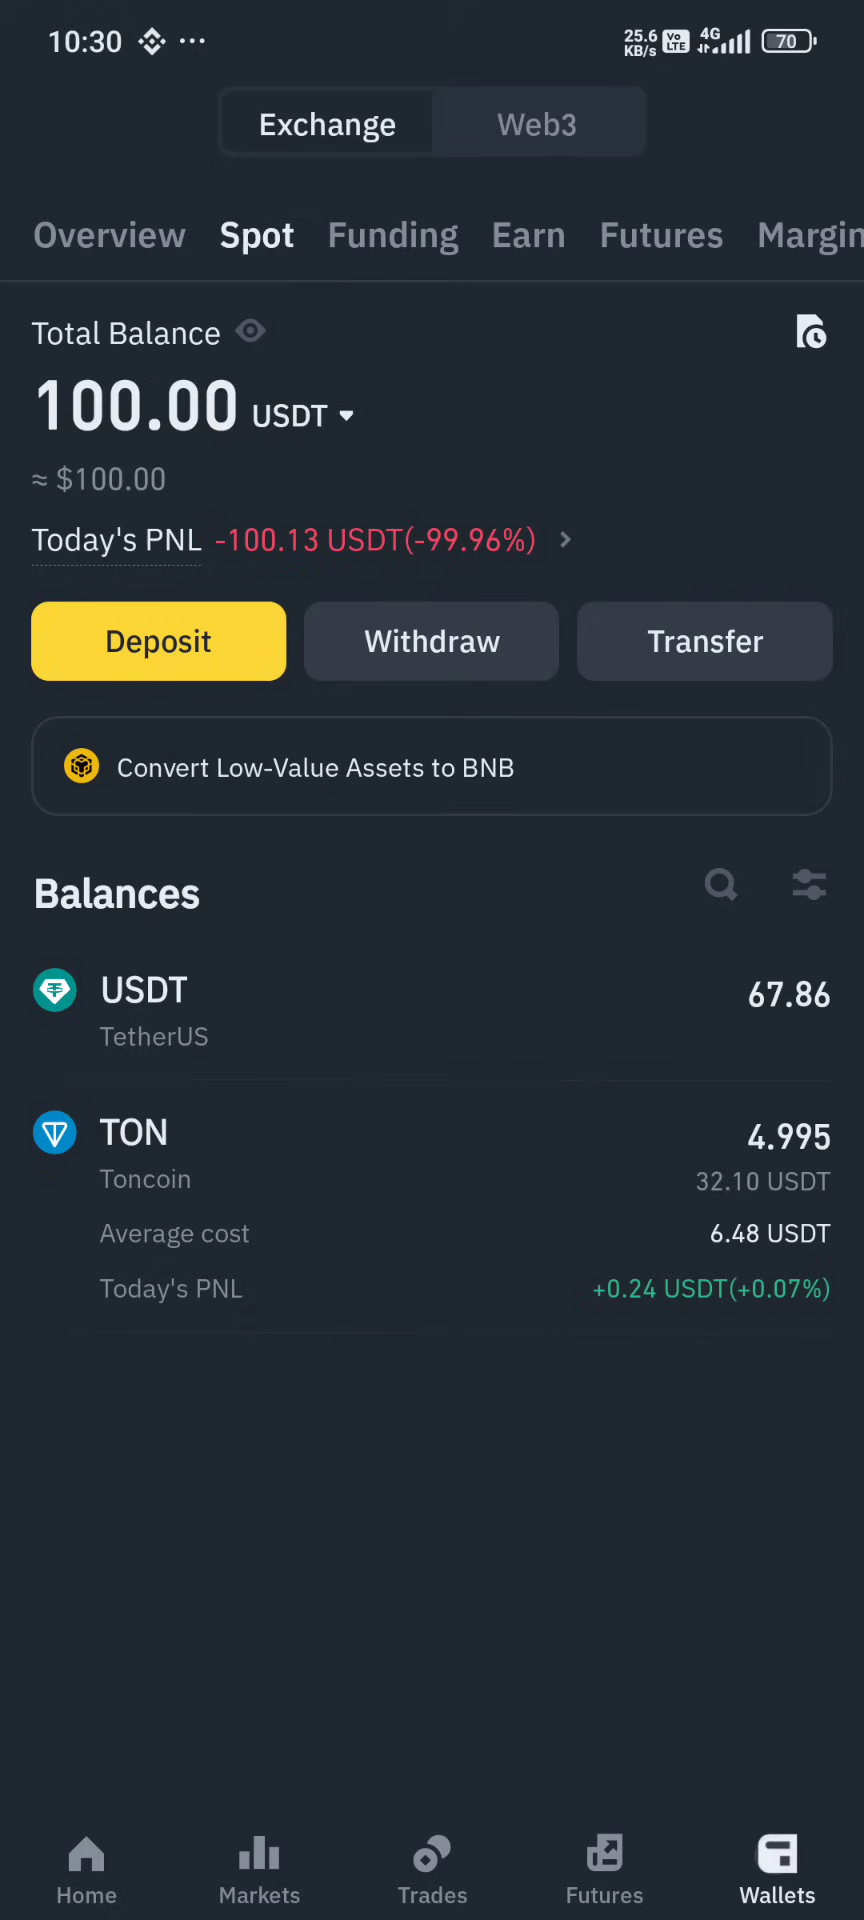 10:30 ... 25.6 KB/s Vo LTE 4G 70
Exchange Web3
Overview Spot Funding Earn Futures Margin
Total Balance
100.00 USDT
≈ $100.00
Today's PNL -100.13 USDT(-99.96%) >
Deposit Withdraw Transfer
Convert Low-Value Assets to BNB
Balances
USDT 67.86
TetherUS
TON 4.995
Toncoin 32.10 USDT
Average cost 6.48 USDT
Today's PNL +0.24 USDT(+0.07%)
Home Markets Trades Futures Wallets